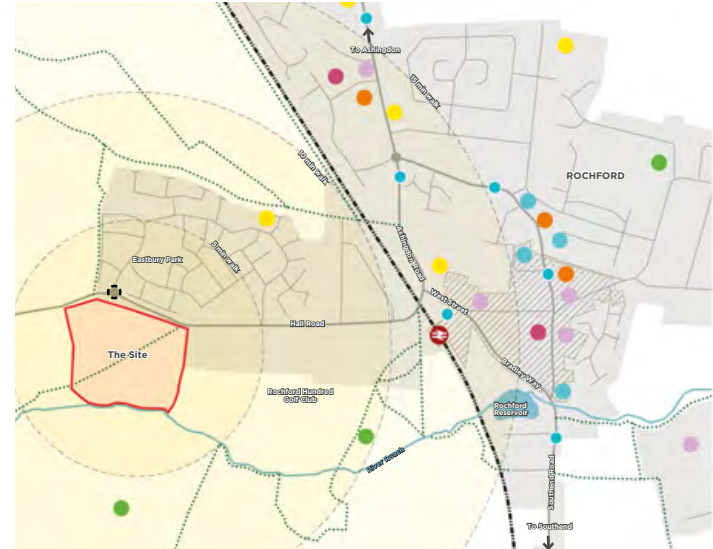 To Ashingdon
15 min walk
10 min walk
ROCHFORD
Ashingdon Road
Eastbury Park
5 min walk
West Street
Hall Road
The Site
Bradley Way
Rochford Hundred
Golf Club
Rochford
Reservoir
River Roach
Southend Road
To Southend